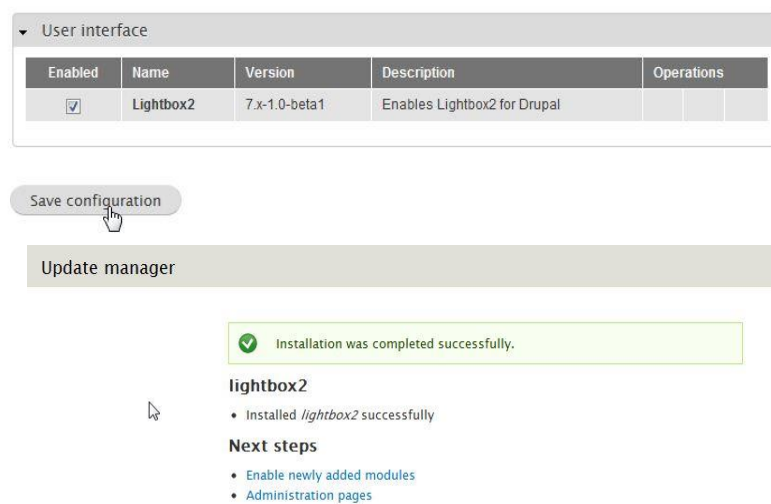 User interface
Enabled Name Version Description Operations
Lightbox2 7.x-1.0-beta1 Enables Lightbox2 for Drupal
Save configuration
Update manager
Installation was completed successfully.
lightbox2
• Installed lightbox2 successfully
Next steps
• Enable newly added modules
• Administration pages